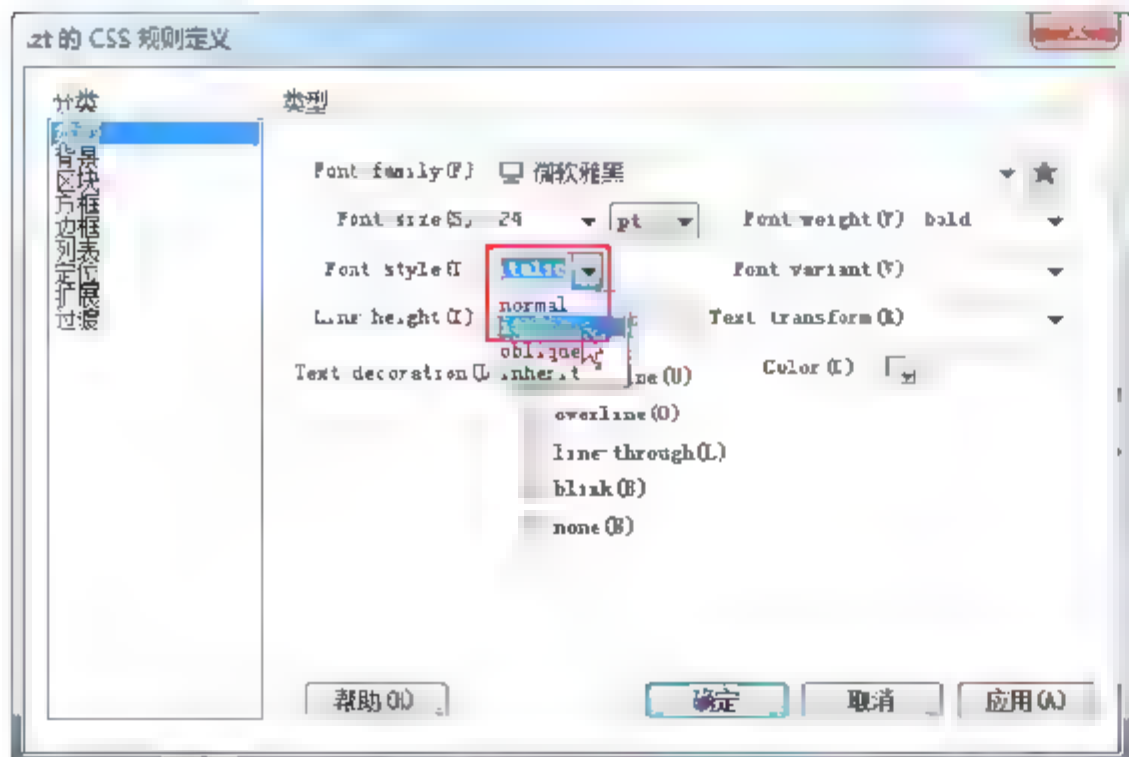 .zt 的 CSS 规则定义
分类
类型
背景
区块
方框
边框
列表
定位
扩展
过渡
Font family(F) 微软雅黑
Font size(S) 24 pt Font weight(W) bold
Font style(T) italic Font variant(V)
normal
Line height(I) Text transform(R)
oblique
Text decoration(D) inherit ine(U) Color(C)
overline(O)
line-through(L)
blink(B)
none(N)
帮助(H) 确定 取消 应用(A)